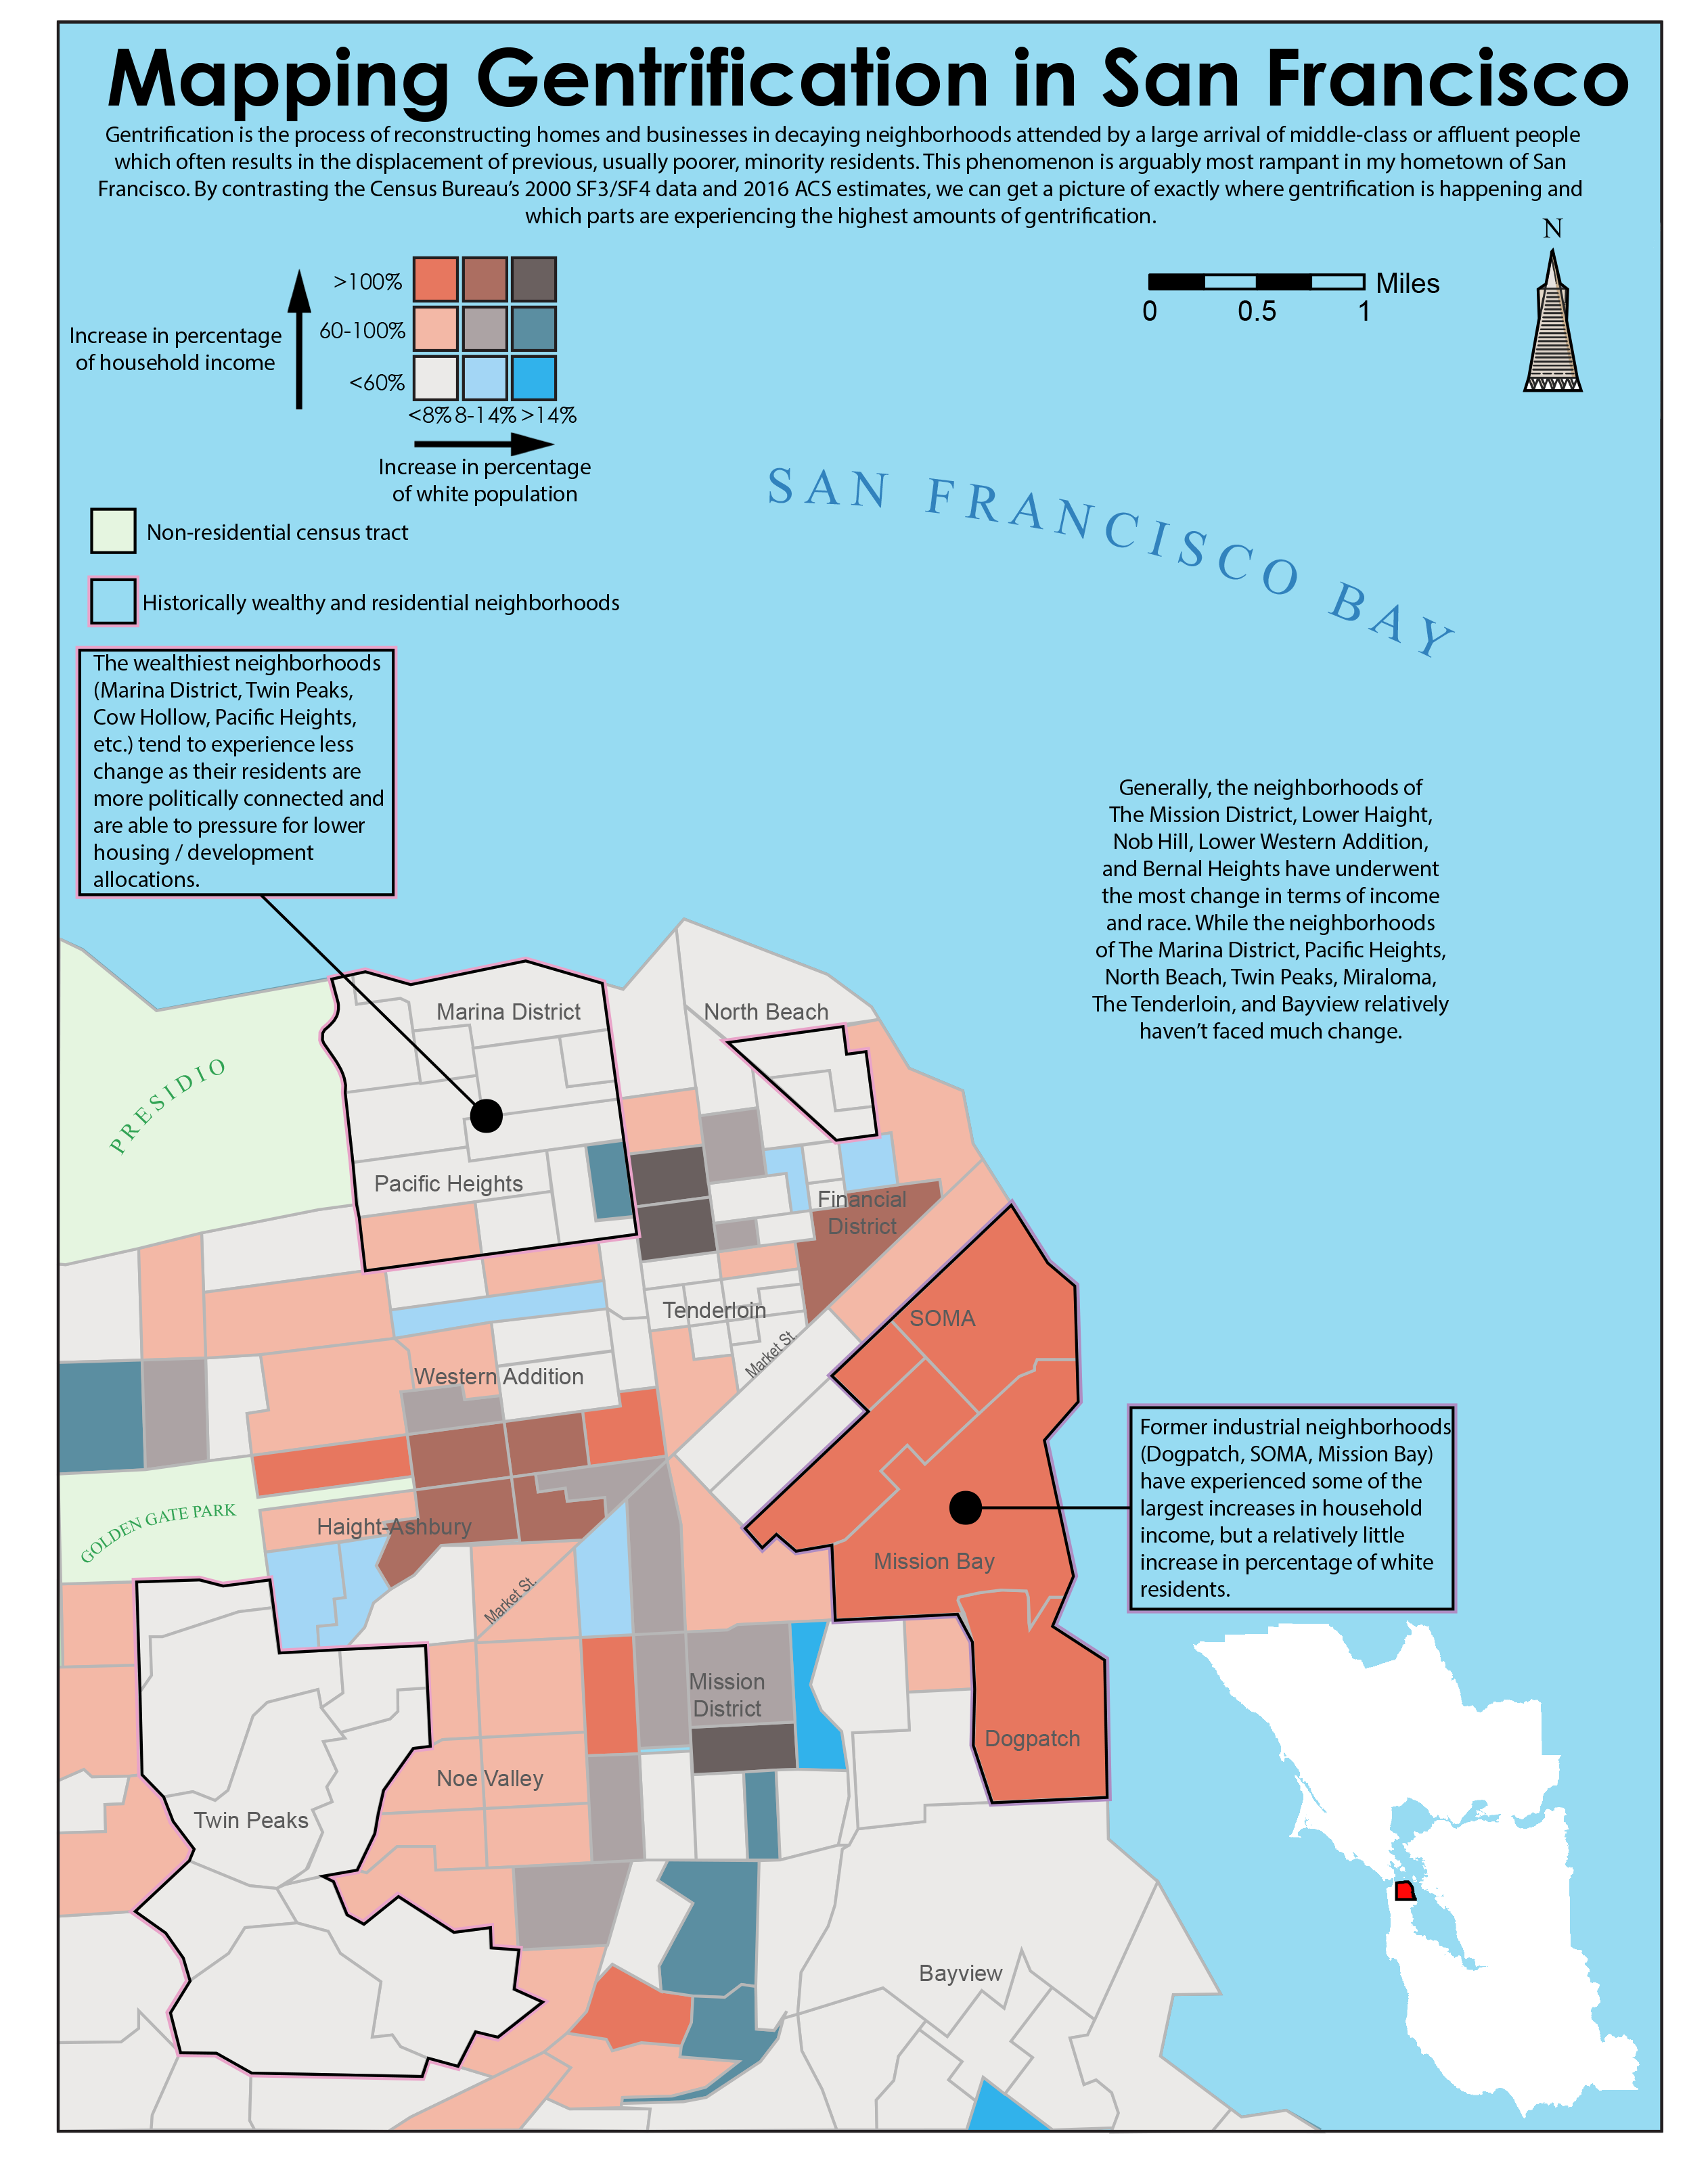 Mapping Gentrification in San Francisco
Gentrification is the process of reconstructing homes and businesses in decaying neighborhoods attended by a large arrival of middle-class or affluent people
which often results in the displacement of previous, usually poorer, minority residents. This phenomenon is arguably most rampant in my hometown of San
Francisco. By contrasting the Census Bureau's 2000 SF3/SF4 data and 2016 ACS estimates, we can get a picture of exactly where gentrification is happening and
which parts are experiencing the highest amounts of gentrification.
N
Miles
0 0.5 1
Increase in percentage
of household income
>100%
60-100%
<60%
<8% 8-14% >14%
Increase in percentage
of white population
Non-residential census tract
Historically wealthy and residential neighborhoods
SAN FRANCISCO BAY
The wealthiest neighborhoods
(Marina District, Twin Peaks,
Cow Hollow, Pacific Heights,
etc.) tend to experience less
change as their residents are
more politically connected and
are able to pressure for lower
housing / development
allocations.
Generally, the neighborhoods of
The Mission District, Lower Haight,
Nob Hill, Lower Western Addition,
and Bernal Heights have underwent
the most change in terms of income
and race. While the neighborhoods
of The Marina District, Pacific Heights,
North Beach, Twin Peaks, Miraloma,
The Tenderloin, and Bayview relatively
haven't faced much change.
Marina District
North Beach
PRESIDIO
Pacific Heights
Financial
District
Tenderloin
SOMA
Market St.
Western Addition
Former industrial neighborhoods
(Dogpatch, SOMA, Mission Bay)
have experienced some of the
largest increases in household
income, but a relatively little
increase in percentage of white
residents.
GOLDEN GATE PARK
Haight-Ashbury
Mission Bay
Market St.
Mission
District
Dogpatch
Noe Valley
Twin Peaks
Bayview